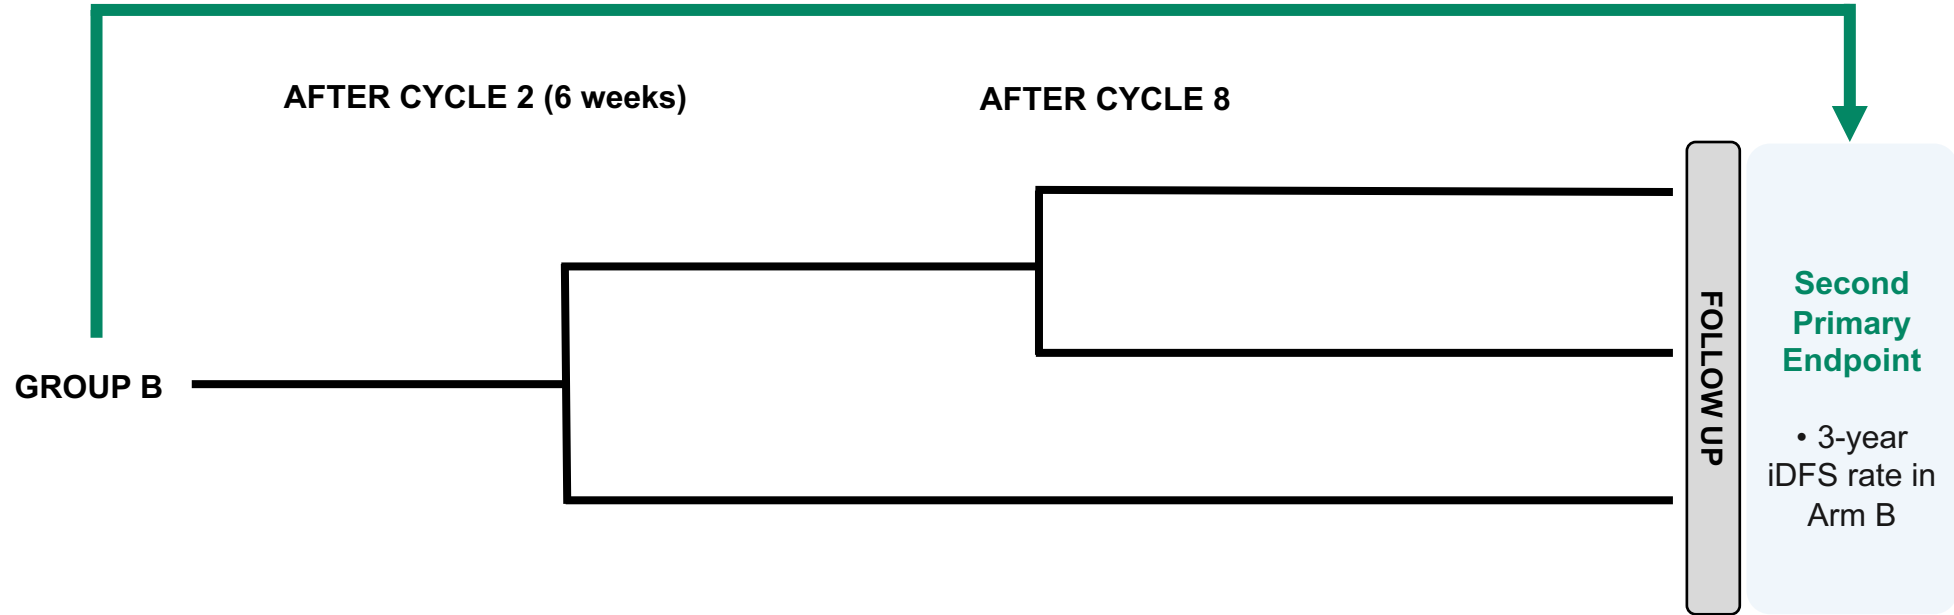 AFTER CYCLE 2 (6 weeks)
AFTER CYCLE 8
GROUP B
FOLLOW UP
Second
Primary
Endpoint
• 3-year
iDFS rate in
Arm B